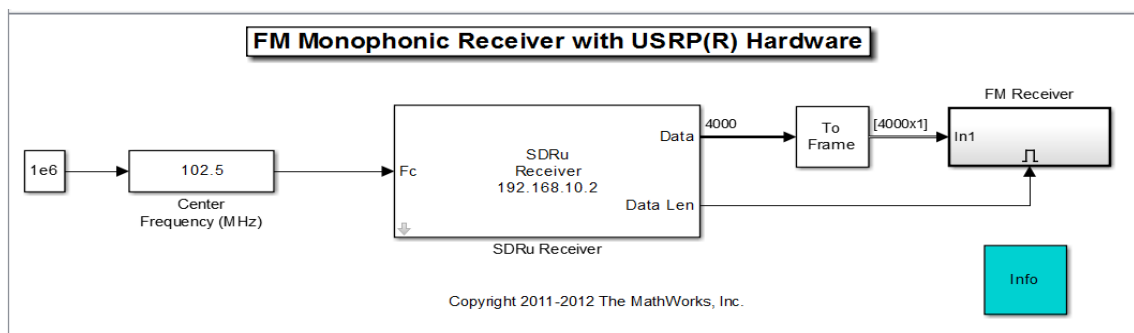 FM Monophonic Receiver with USRP(R) Hardware
1e6
102.5
Center
Frequency (MHz)
Fc
SDRu
Receiver
192.168.10.2
Data
Data Len
SDRu Receiver
4000
To
Frame
[4000x1]
FM Receiver
In1
Info
Copyright 2011-2012 The MathWorks, Inc.